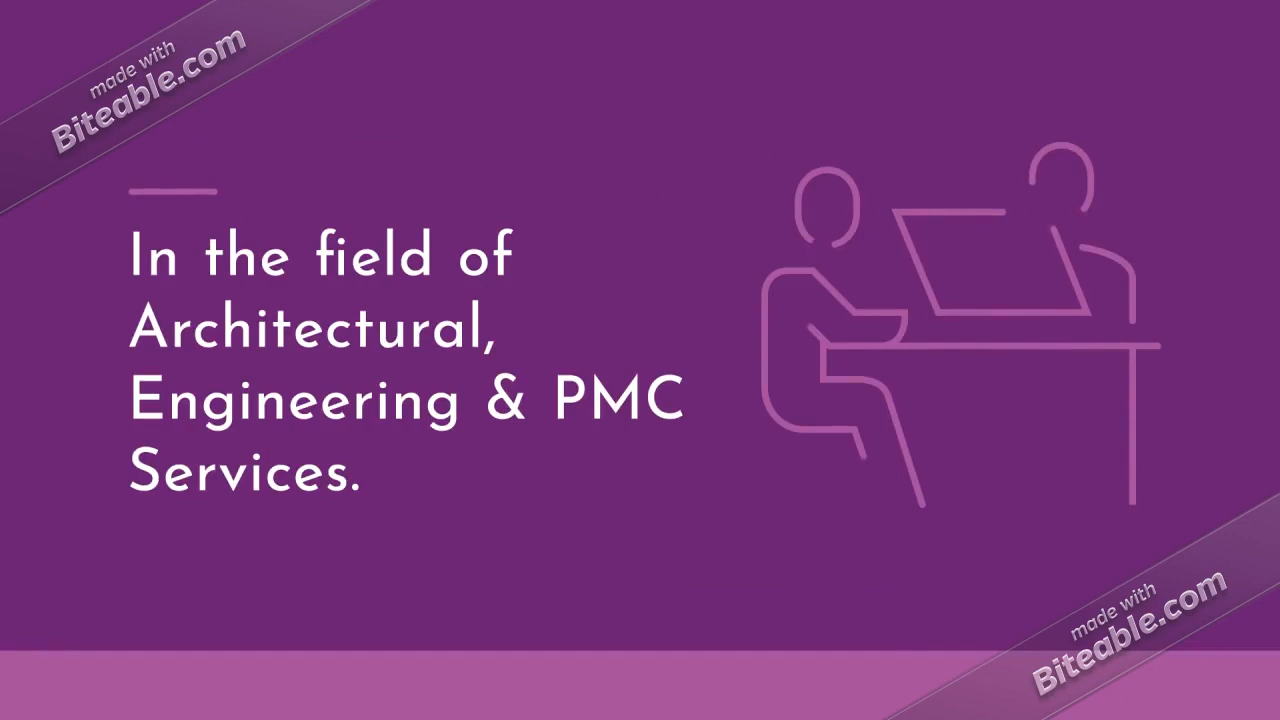 made with
Biteable.com
In the field of
Architectural,
Engineering & PMC
Services.
made with
Biteable.com